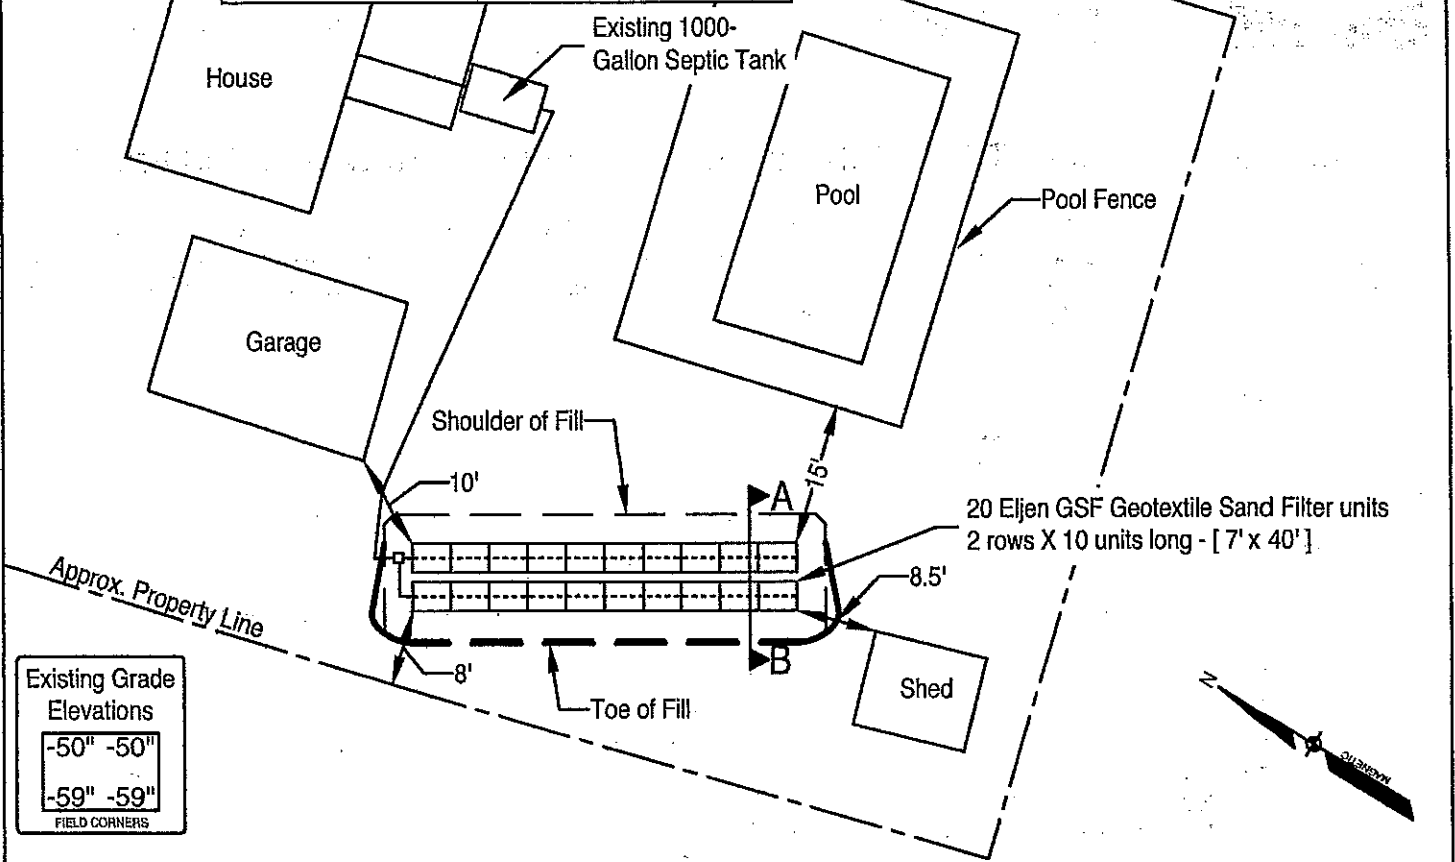 Existing 1000-
Gallon Septic Tank
House
Pool
Pool Fence
Garage
Shoulder of Fill
10'
15'
A
20 Eljen GSF Geotextile Sand Filter units
2 rows X 10 units long - [ 7' x 40' ]
8.5'
Approx. Property Line
8'
B
Toe of Fill
Shed
Existing Grade
Elevations
-50" -50"
-59" -59"
FIELD CORNERS
N
MAGNETIC